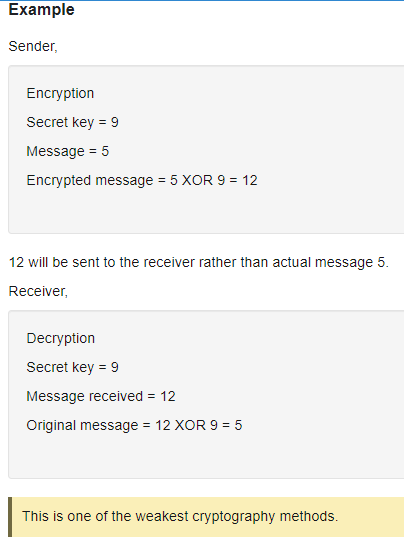 Example
Sender,
Encryption
Secret key = 9
Message = 5
Encrypted message = 5 XOR 9 = 12
12 will be sent to the receiver rather than actual message 5.
Receiver,
Decryption
Secret key = 9
Message received = 12
Original message = 12 XOR 9 = 5
This is one of the weakest cryptography methods.